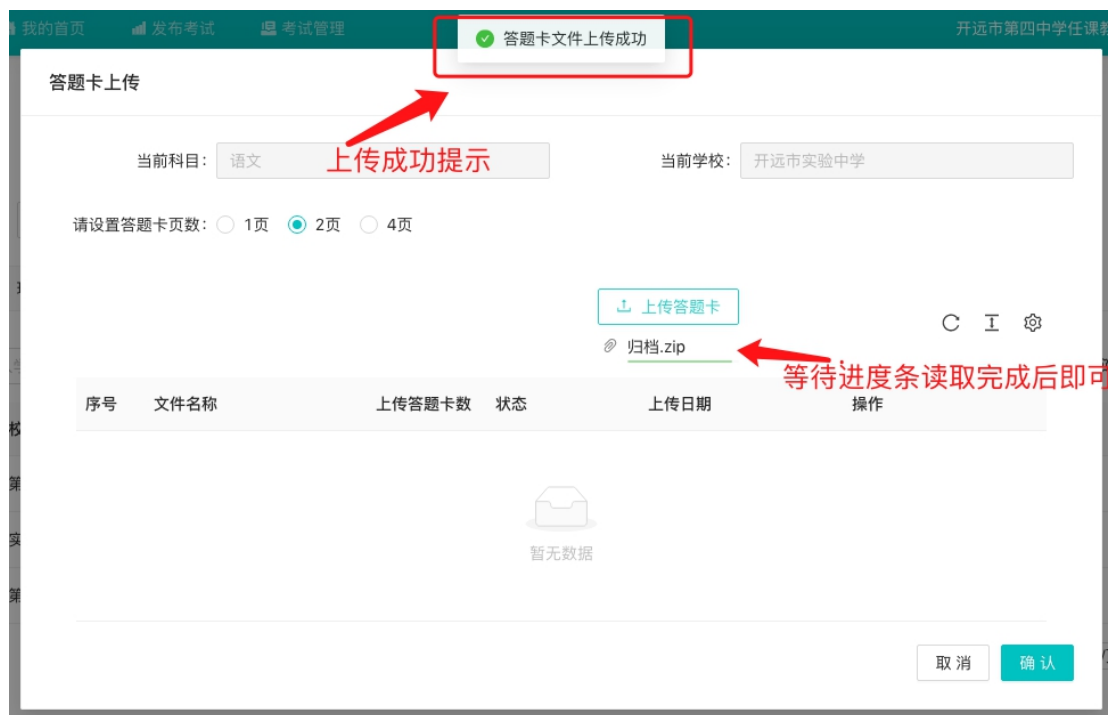 我的首页 发布考试 考试管理 开远市第四中学任课教
答题卡文件上传成功
答题卡上传
上传成功提示
当前科目: 语文 当前学校: 开远市实验中学
请设置答题卡页数: 1页 2页 4页
上传答题卡
归档.zip
等待进度条读取完成后即可
序号 文件名称 上传答题卡数 状态 上传日期 操作
校
第
实
第
暂无数据
取消 确认